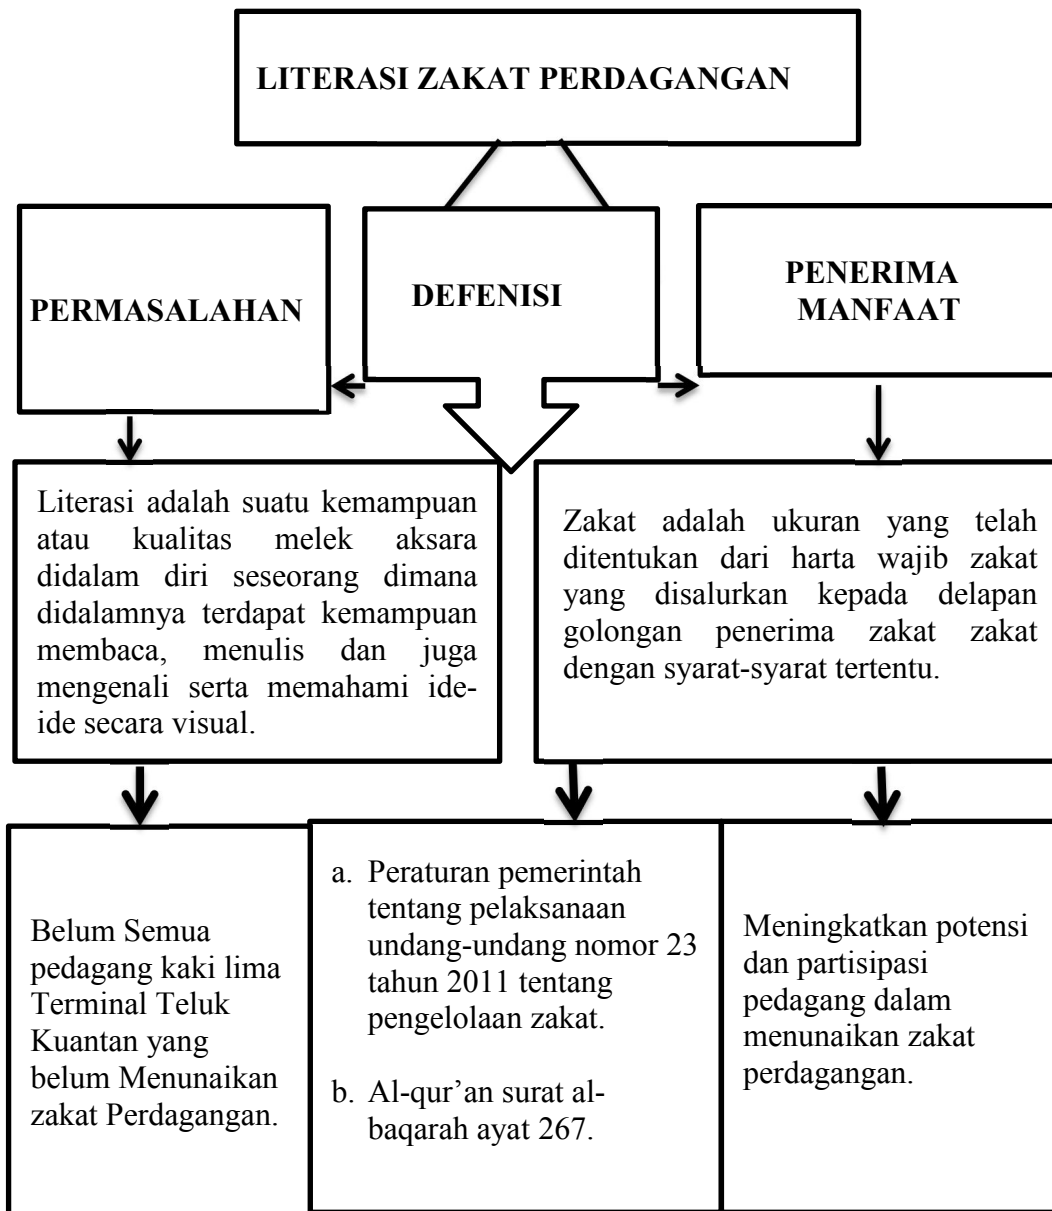 LITERASI ZAKAT PERDAGANGAN
PERMASALAHAN
DEFENISI
PENERIMA
MANFAAT
Literasi adalah suatu kemampuan
atau kualitas melek aksara
didalam diri seseorang dimana
didalamnya terdapat kemampuan
membaca, menulis dan juga
mengenali serta memahami ide-
ide secara visual.
Zakat adalah ukuran yang telah
ditentukan dari harta wajib zakat
yang disalurkan kepada delapan
golongan penerima zakat zakat
dengan syarat-syarat tertentu.
Belum Semua
pedagang kaki lima
Terminal Teluk
Kuantan yang
belum Menunaikan
zakat Perdagangan.
a. Peraturan pemerintah
tentang pelaksanaan
undang-undang nomor 23
tahun 2011 tentang
pengelolaan zakat.
b. Al-qur’an surat al-
baqarah ayat 267.
Meningkatkan potensi
dan partisipasi
pedagang dalam
menunaikan zakat
perdagangan.